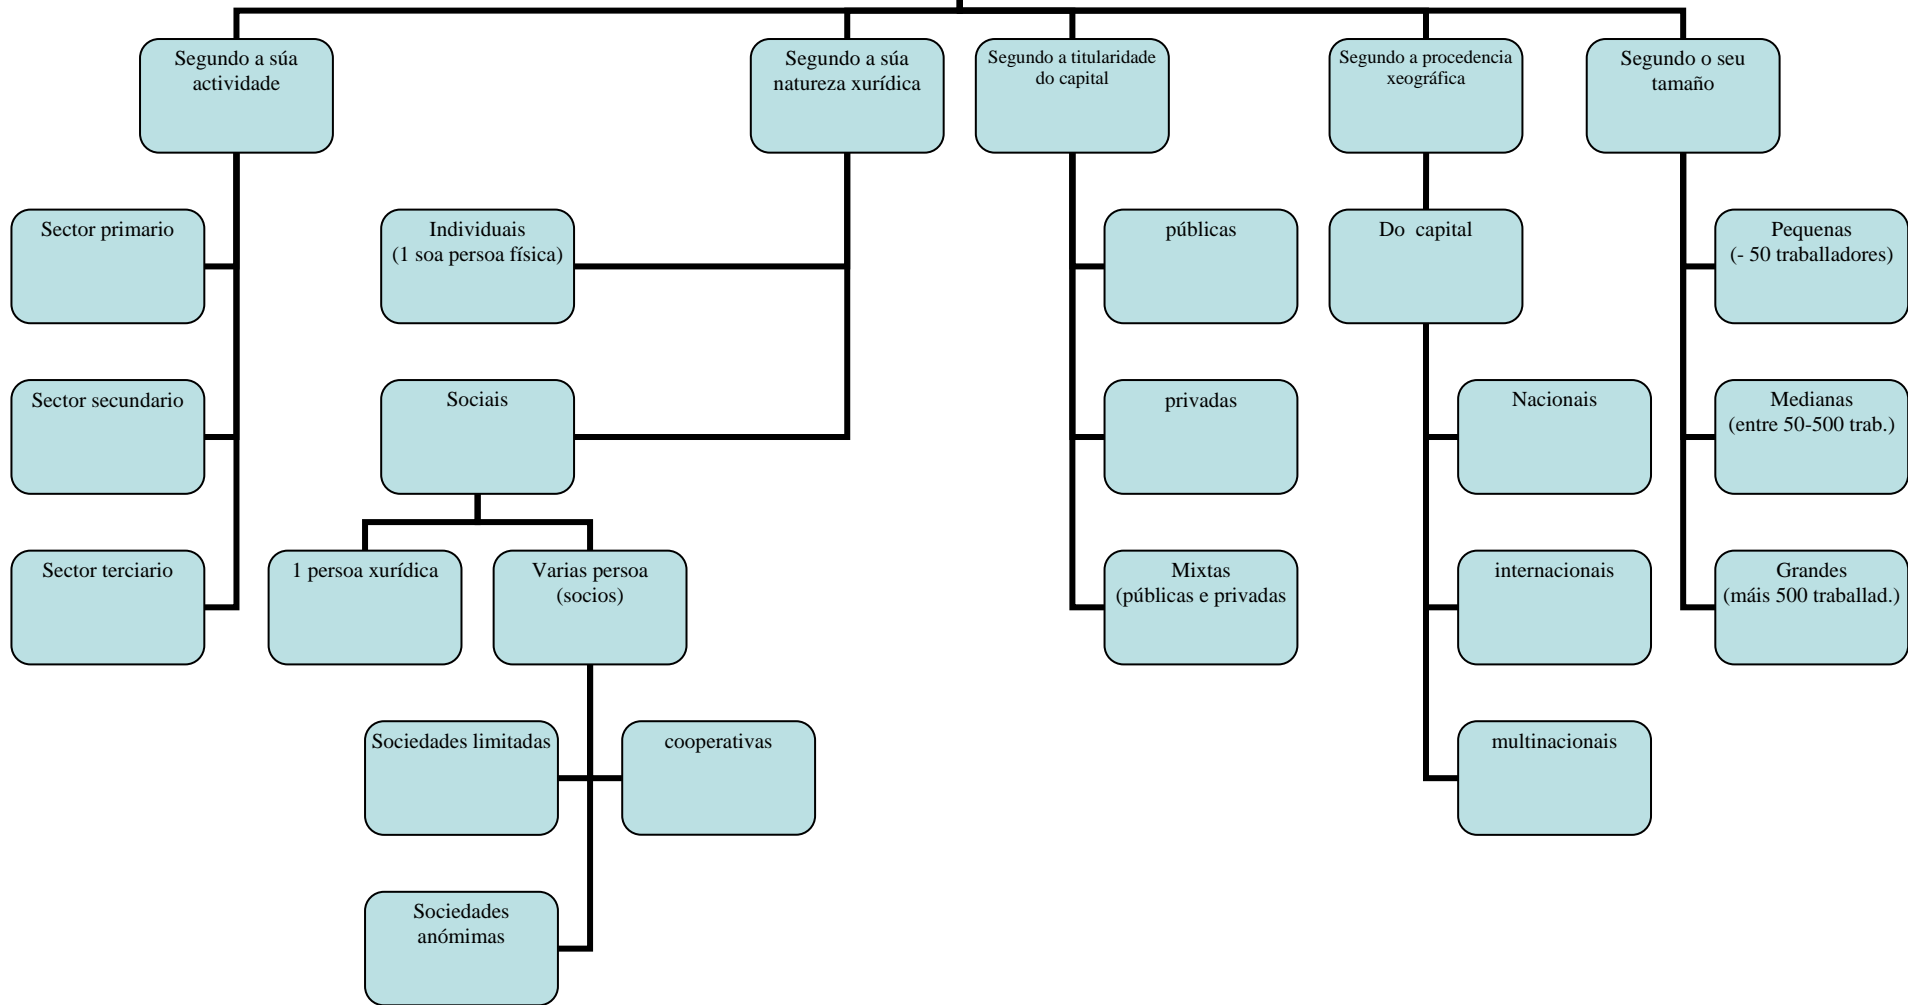 Segundo a súa
actividade
Segundo a súa
natureza xurídica
Segundo a titularidade
do capital
Segundo a procedencia
xeográfica
Segundo o seu
tamaño
Sector primario
Individuais
(1 soa persoa física)
públicas
Do capital
Pequenas
(- 50 traballadores)
Sector secundario
Sociais
privadas
Nacionais
Medianas
(entre 50-500 trab.)
Sector terciario
1 persoa xurídica
Varias persoa
(socios)
Mixtas
(públicas e privadas
internacionais
Grandes
(máis 500 traballad.)
Sociedades limitadas
cooperativas
multinacionais
Sociedades
anómimas